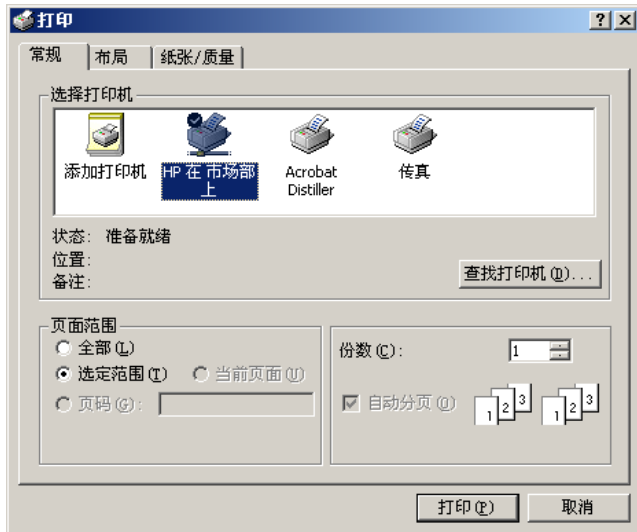 打印
常规
布局
纸张/质量
选择打印机
添加打印机
HP 在 市场部
上
Acrobat
Distiller
传真
状态: 准备就绪
位置:
备注:
查找打印机(D)...
页面范围
全部(L)
选定范围(T)
当前页面(U)
页码(G):
份数(C):
1
自动分页(O)
1 2 3
1 2 3
打印(P)
取消